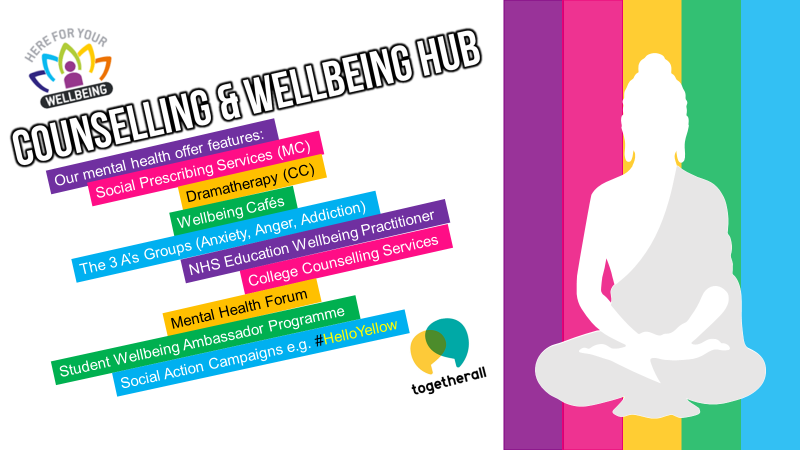 HERE FOR YOUR
WELLBEING
COUNSELLING & WELLBEING HUB
Our mental health offer features:
Social Prescribing Services (MC)
Dramatherapy (CC)
Wellbeing Cafés
The 3 A's Groups (Anxiety, Anger, Addiction)
NHS Education Wellbeing Practitioner
College Counselling Services
Mental Health Forum
Student Wellbeing Ambassador Programme
Social Action Campaigns e.g. #HelloYellow
togetherall